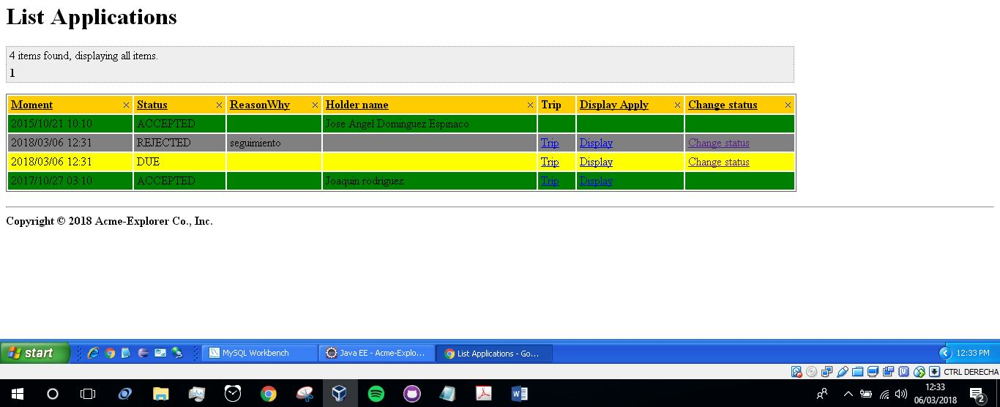 List Applications
4 items found, displaying all items.
1
Moment Status ReasonWhy Holder name Trip Display Apply Change status
2015/10/21 10:10 ACCEPTED Jose Angel Dominguez Espinaco
2018/03/06 12:31 REJECTED seguimiento Trip Display Change status
2018/03/06 12:31 DUE Trip Display Change status
2017/10/27 03:10 ACCEPTED Joaquin rodriguez Trip Display
Copyright © 2018 Acme-Explorer Co., Inc.
start MySQL Workbench Java EE - Acme-Explo... List Applications - Go... 12:33 PM
CTRL DERECHA
12:33
06/03/2018
2